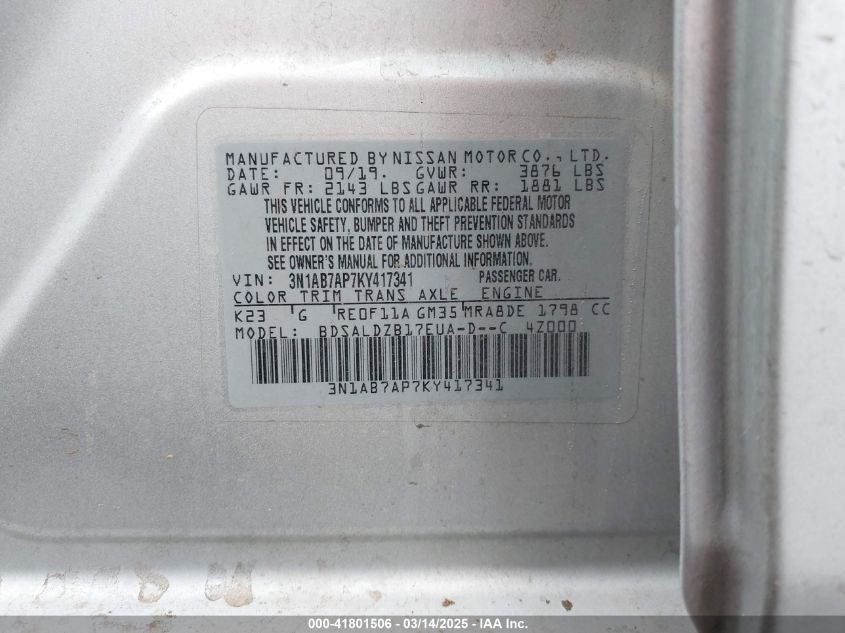 MANUFACTURED BY NISSAN MOTOR CO., LTD.
DATE: 09/19. GVWR: 3876 LBS
GAWR FR: 2143 LBS GAWR RR: 1881 LBS
THIS VEHICLE CONFORMS TO ALL APPLICABLE FEDERAL MOTOR
VEHICLE SAFETY, BUMPER AND THEFT PREVENTION STANDARDS
IN EFFECT ON THE DATE OF MANUFACTURE SHOWN ABOVE.
SEE OWNER'S MANUAL FOR ADDITIONAL INFORMATION.
VIN: 3N1AB7AP7KY417341 PASSENGER CAR.
COLOR TRIM TRANS AXLE ENGINE
K23 G RE0F11A GM35 MRA8DE 1798 CC
MODEL: BDSALDZB17EUA-D--C 4Z000
3N1AB7AP7KY417341
000-41801506 - 03/14/2025 - IAA Inc.